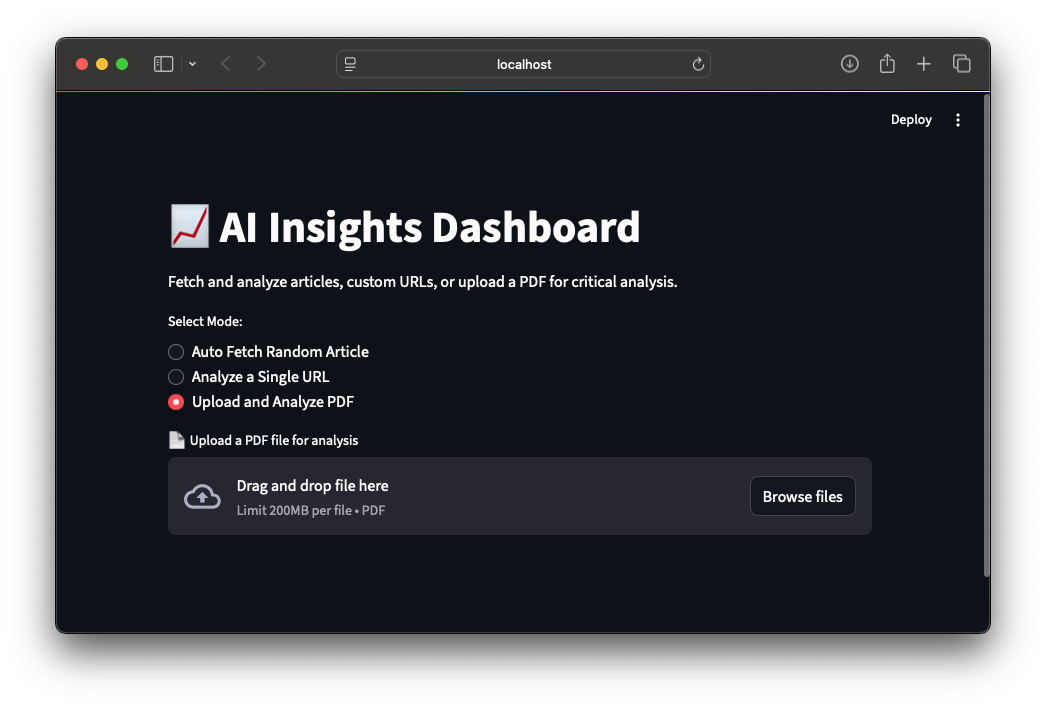 localhost
Deploy
AI Insights Dashboard
Fetch and analyze articles, custom URLs, or upload a PDF for critical analysis.
Select Mode:
Auto Fetch Random Article
Analyze a Single URL
Upload and Analyze PDF
Upload a PDF file for analysis
Drag and drop file here
Limit 200MB per file • PDF
Browse files